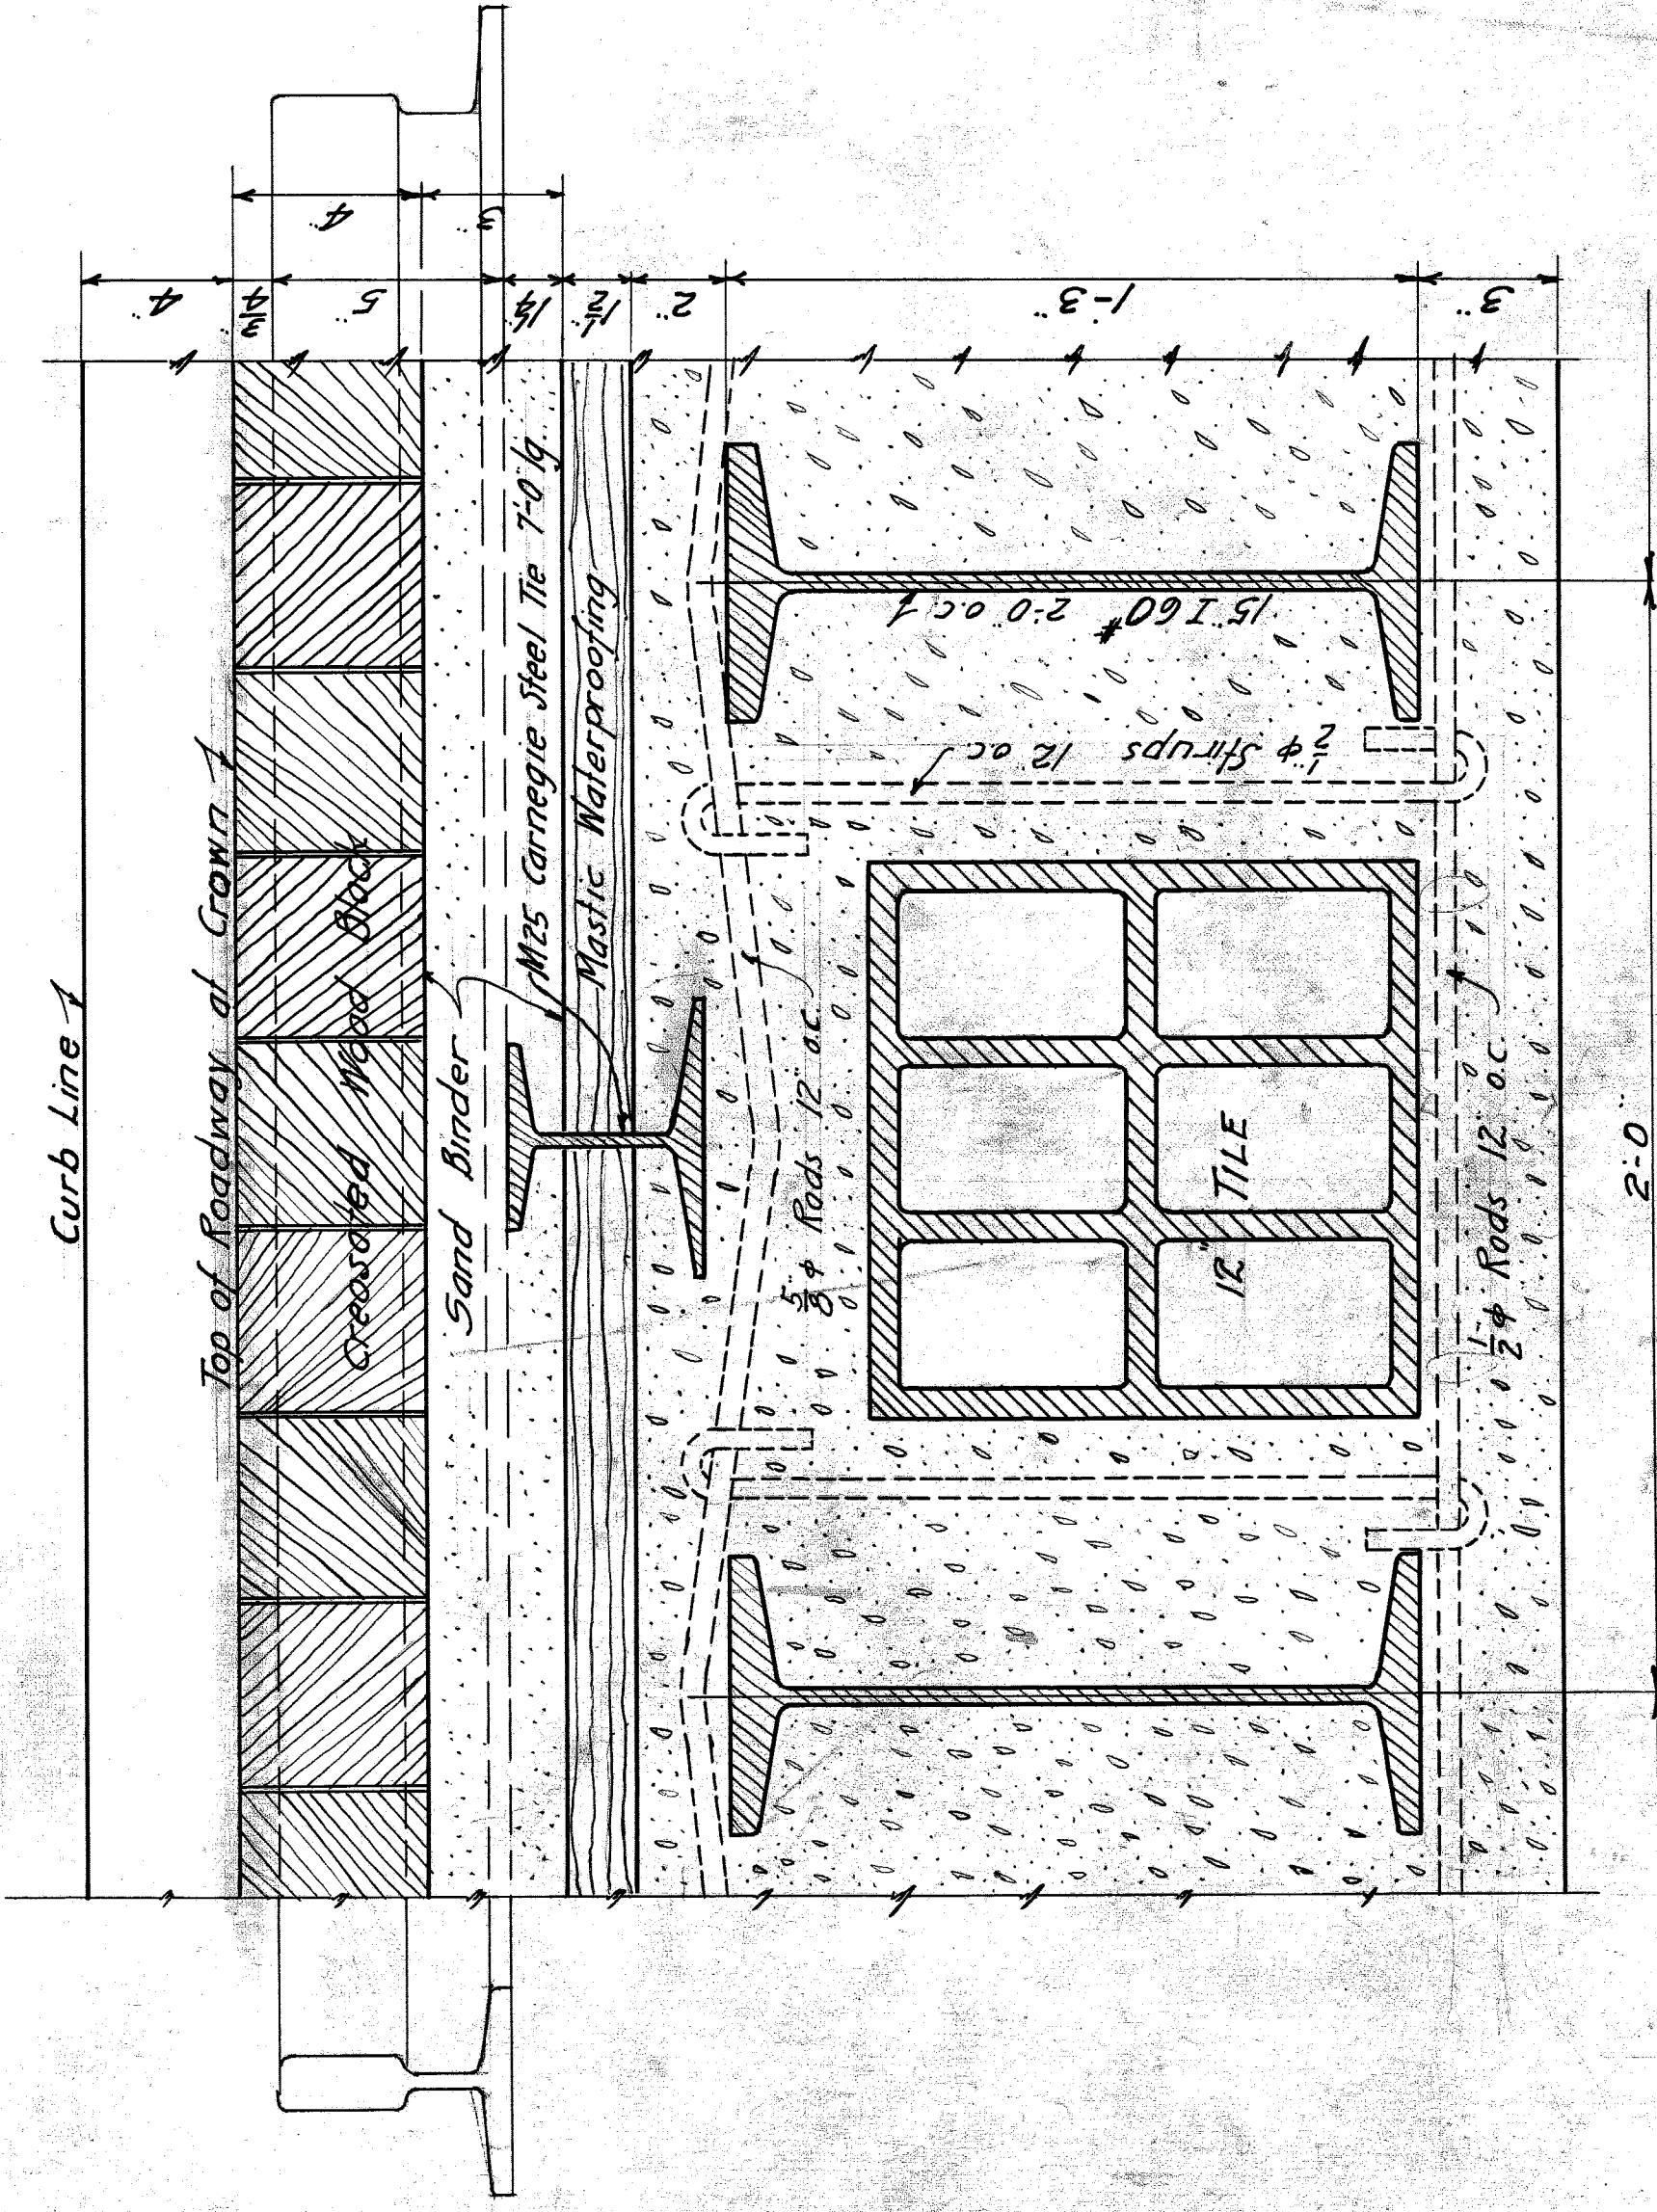 Curb Line
Top of Roadway at Crown
Creosoted Wood Block
Sand Binder
M25 Carnegie Steel Tie 7'-0" lg.
Mastic Waterproofing
5/8" φ Rods 12" o.c.
12" TILE
1/2" φ Rods 12" o.c.
1/2" φ Stirups 12" o.c.
15" I 60# 2'-0" o.c.
4"
3/4"
5"
1 1/4"
1 1/2"
2"
1'-3"
3"
4"
3"
2'-0"